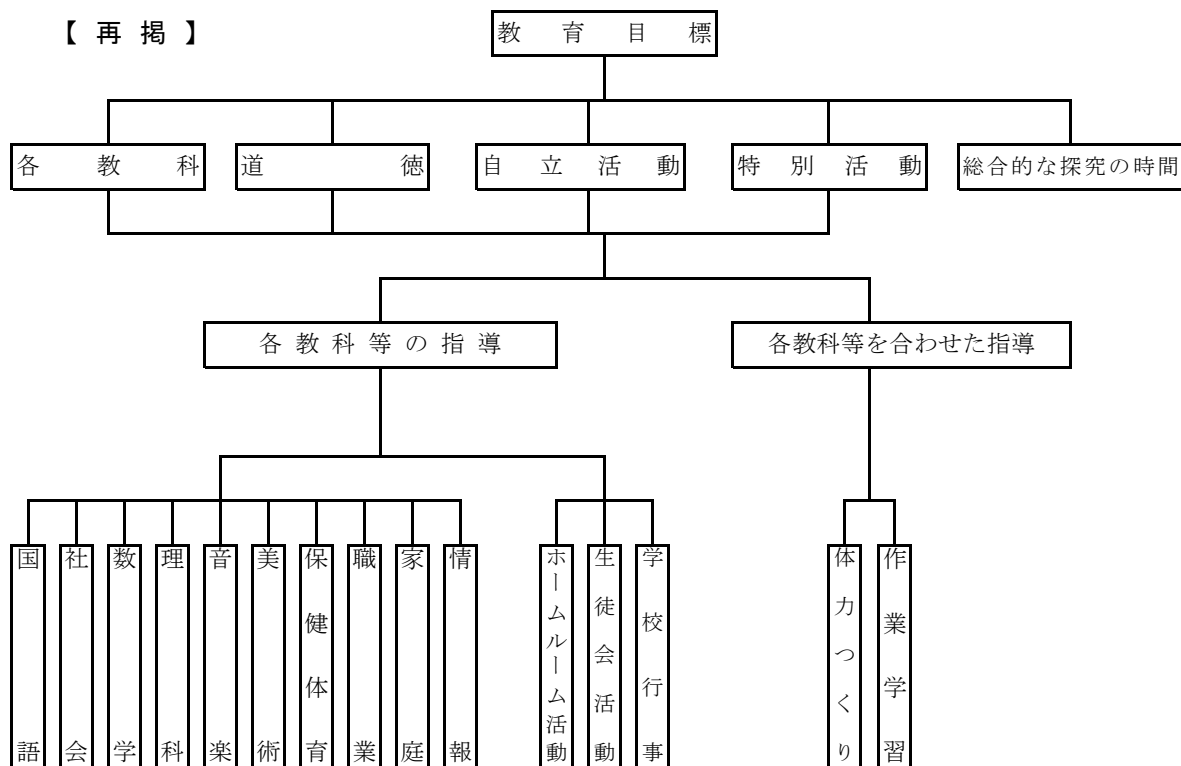 【再掲】
教育目標
各教科
道徳
自立活動
特別活動
総合的な探究の時間
各教科等の指導
各教科等を合わせた指導
国語
社会
数学
理科
音楽
美術
保健体育
職業
家庭
情報
ホームルーム活動
生徒会活動
学校行事
体力つくり
作業学習